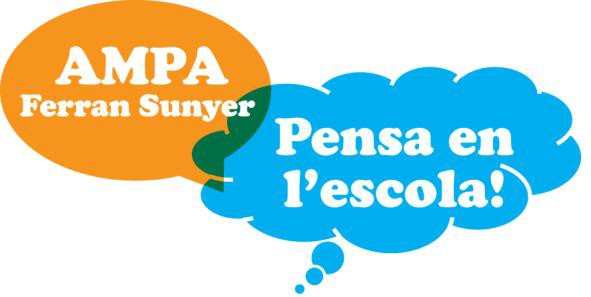 AMPA
Ferran Sunyer
Pensa en
l'escola!